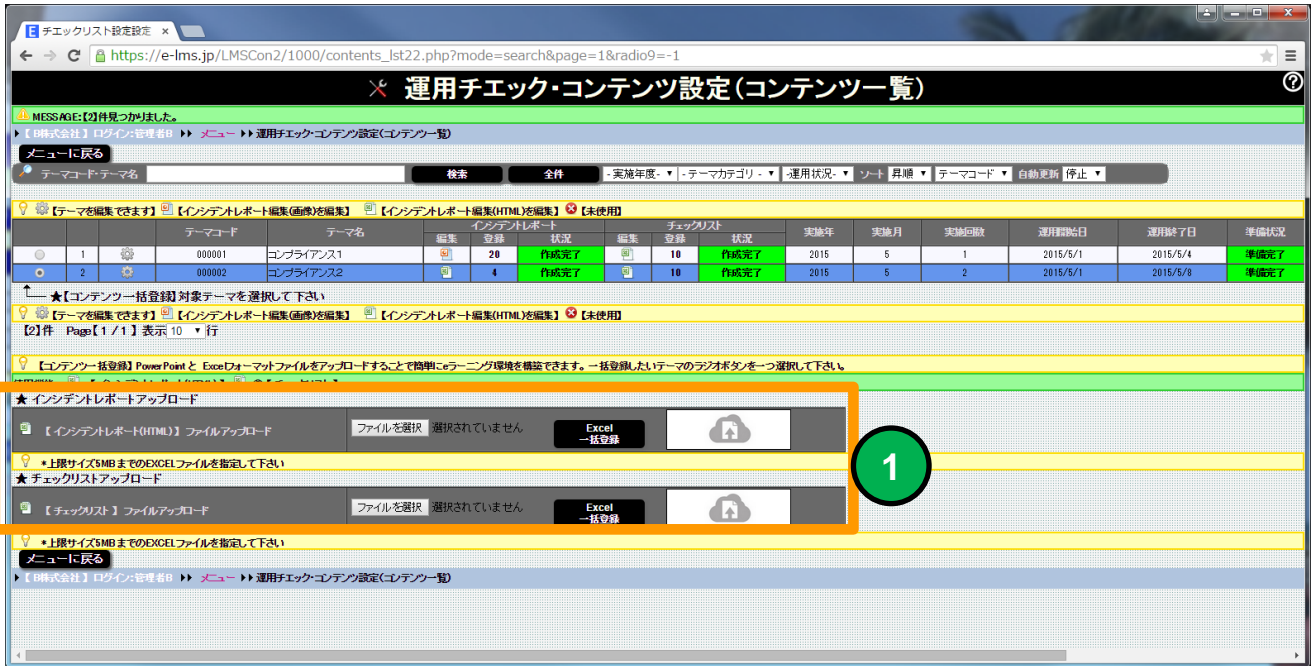 チェックリスト設定設定
https://e-lms.jp/LMSCon2/1000/contents_lst22.php?mode=search&page=1&radio9=-1
運用チェック・コンテンツ設定(コンテンツ一覧)
MESSAGE:【2】件見つかりました。
【 B株式会社 】 ログイン:管理者B メニュー 運用チェック・コンテンツ設定(コンテンツ一覧)
メニューに戻る
テーマコード・テーマ名 検索 全件 - 実施年度- - テーマカテゴリ - -運用状況- ソート 昇順 テーマコード 自動更新 停止
【テーマを編集できます】 【インシデントレポート編集(画像)を編集】 【インシデントレポート編集(HTML)を編集】 【未使用】
テーマコード テーマ名 インシデントレポート チェックリスト 実施年 実施月 実施回数 運用開始日 運用終了日 準備状況
編集 登録 状況 編集 登録 状況
1 000001 コンプライアンス1 20 作成完了 10 作成完了 2015 5 1 2015/5/1 2015/5/4 準備完了
2 000002 コンプライアンス2 4 作成完了 10 作成完了 2015 5 2 2015/5/1 2015/5/8 準備完了
★【コンテンツ一括登録】対象テーマを選択して下さい
【テーマを編集できます】 【インシデントレポート編集(画像)を編集】 【インシデントレポート編集(HTML)を編集】 【未使用】
【2】件 Page【 1 / 1 】 表示 10 行
【コンテンツ一括登録】 PowerPoint と Excelフォーマットファイルをアップロードすることで簡単にeラーニング環境を構築できます。一括登録したいテーマのラジオボタンを一つ選択して下さい。
★ インシデントレポートアップロード
【 インシデントレポート(HTML) 】 ファイルアップロード ファイルを選択 選択されていません Excel
一括登録
*上限サイズ5MBまでのEXCELファイルを指定して下さい
1
★ チェックリストアップロード
【 チェックリスト 】 ファイルアップロード ファイルを選択 選択されていません Excel
一括登録
*上限サイズ5MBまでのEXCELファイルを指定して下さい
メニューに戻る
【 B株式会社 】 ログイン:管理者B メニュー 運用チェック・コンテンツ設定(コンテンツ一覧)